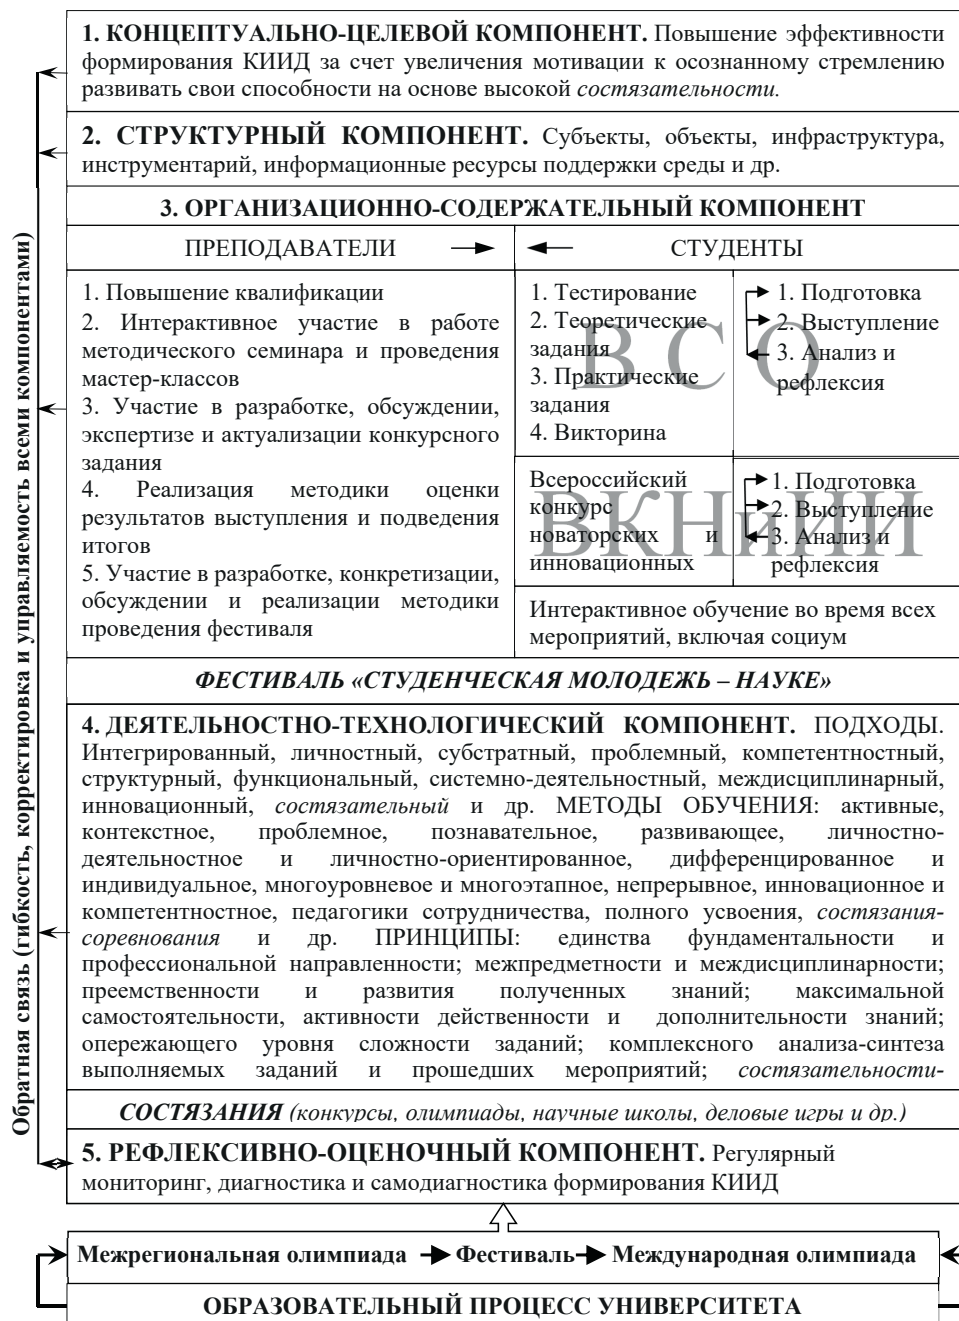 1. КОНЦЕПТУАЛЬНО-ЦЕЛЕВОЙ КОМПОНЕНТ. Повышение эффективности
формирования КИИД за счет увеличения мотивации к осознанному стремлению
развивать свои способности на основе высокой состязательности.
2. СТРУКТУРНЫЙ КОМПОНЕНТ. Субъекты, объекты, инфраструктура,
инструментарий, информационные ресурсы поддержки среды и др.
3. ОРГАНИЗАЦИОННО-СОДЕРЖАТЕЛЬНЫЙ КОМПОНЕНТ
ПРЕПОДАВАТЕЛИ
СТУДЕНТЫ
1. Повышение квалификации
2. Интерактивное участие в работе
методического семинара и проведения
мастер-классов
3. Участие в разработке, обсуждении,
экспертизе и актуализации конкурсного
задания
4. Реализация методики оценки
результатов выступления и подведения
итогов
5. Участие в разработке, конкретизации,
обсуждении и реализации методики
проведения фестиваля
1. Тестирование
2. Теоретические
задания
3. Практические
задания
4. Викторина
1. Подготовка
2. Выступление
3. Анализ и
рефлексия
ВСО
Всероссийский
конкурс
новаторских и
инновационных
1. Подготовка
2. Выступление
3. Анализ и
рефлексия
ВКНиИИ
Интерактивное обучение во время всех
мероприятий, включая социум
ФЕСТИВАЛЬ «СТУДЕНЧЕСКАЯ МОЛОДЕЖЬ – НАУКЕ»
4. ДЕЯТЕЛЬНОСТНО-ТЕХНОЛОГИЧЕСКИЙ КОМПОНЕНТ. ПОДХОДЫ.
Интегрированный, личностный, субстратный, проблемный, компетентностный,
структурный, функциональный, системно-деятельностный, междисциплинарный,
инновационный, состязательный и др. МЕТОДЫ ОБУЧЕНИЯ: активные,
контекстное, проблемное, познавательное, развивающее, личностно-
деятельностное и личностно-ориентированное, дифференцированное и
индивидуальное, многоуровневое и многоэтапное, непрерывное, инновационное и
компетентностное, педагогики сотрудничества, полного усвоения, состязания-
соревнования и др. ПРИНЦИПЫ: единства фундаментальности и
профессиональной направленности; межпредметности и междисциплинарности;
преемственности и развития полученных знаний; максимальной
самостоятельности, активности действенности и дополнительности знаний;
опережающего уровня сложности заданий; комплексного анализа-синтеза
выполняемых заданий и прошедших мероприятий; состязательности-
СОСТЯЗАНИЯ (конкурсы, олимпиады, научные школы, деловые игры и др.)
5. РЕФЛЕКСИВНО-ОЦЕНОЧНЫЙ КОМПОНЕНТ. Регулярный
мониторинг, диагностика и самодиагностика формирования КИИД
Межрегиональная олимпиада Фестиваль Международная олимпиада
ОБРАЗОВАТЕЛЬНЫЙ ПРОЦЕСС УНИВЕРСИТЕТА
Обратная связь (гибкость, корректировка и управляемость всеми компонентами)